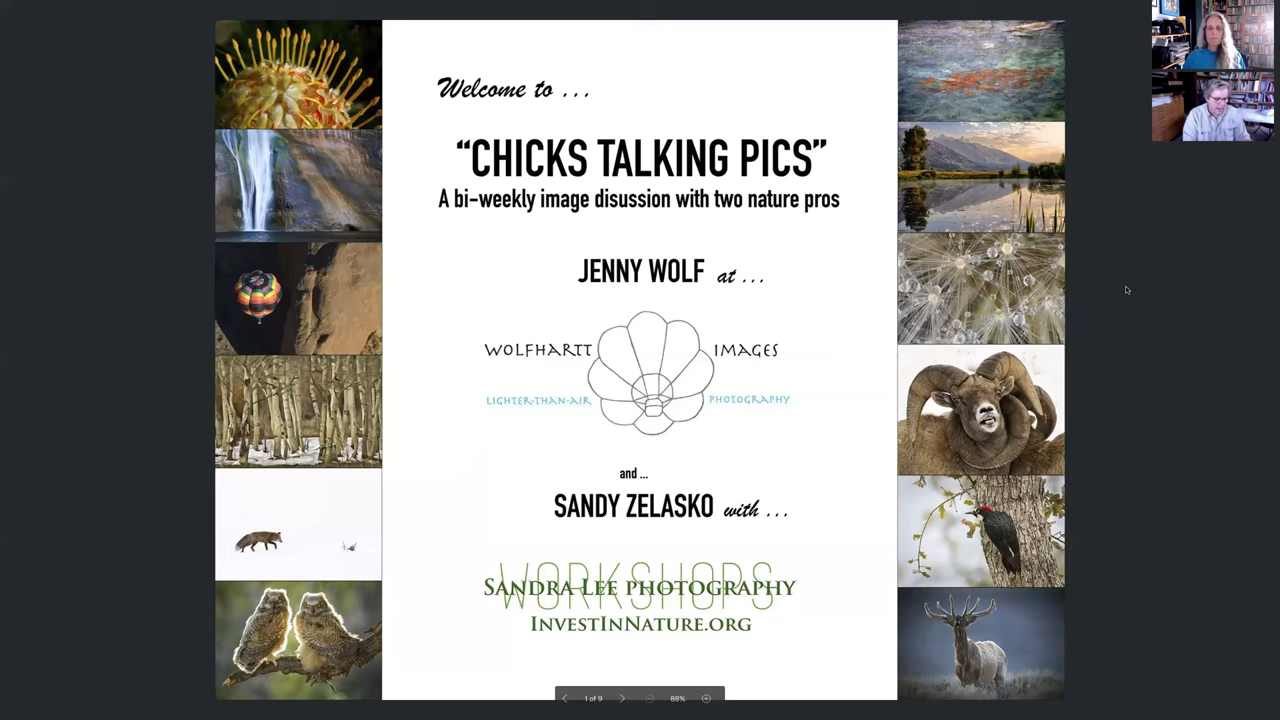 Welcome to ...
“CHICKS TALKING PICS”
A bi-weekly image disussion with two nature pros
JENNY WOLF at ...
WOLFHARTT IMAGES
LIGHTER-THAN-AIR PHOTOGRAPHY
and ...
SANDY ZELASKO with ...
WORKSHOPS
SANDRA LEE PHOTOGRAPHY
INVESTINNATURE.ORG
1 of 9 88%